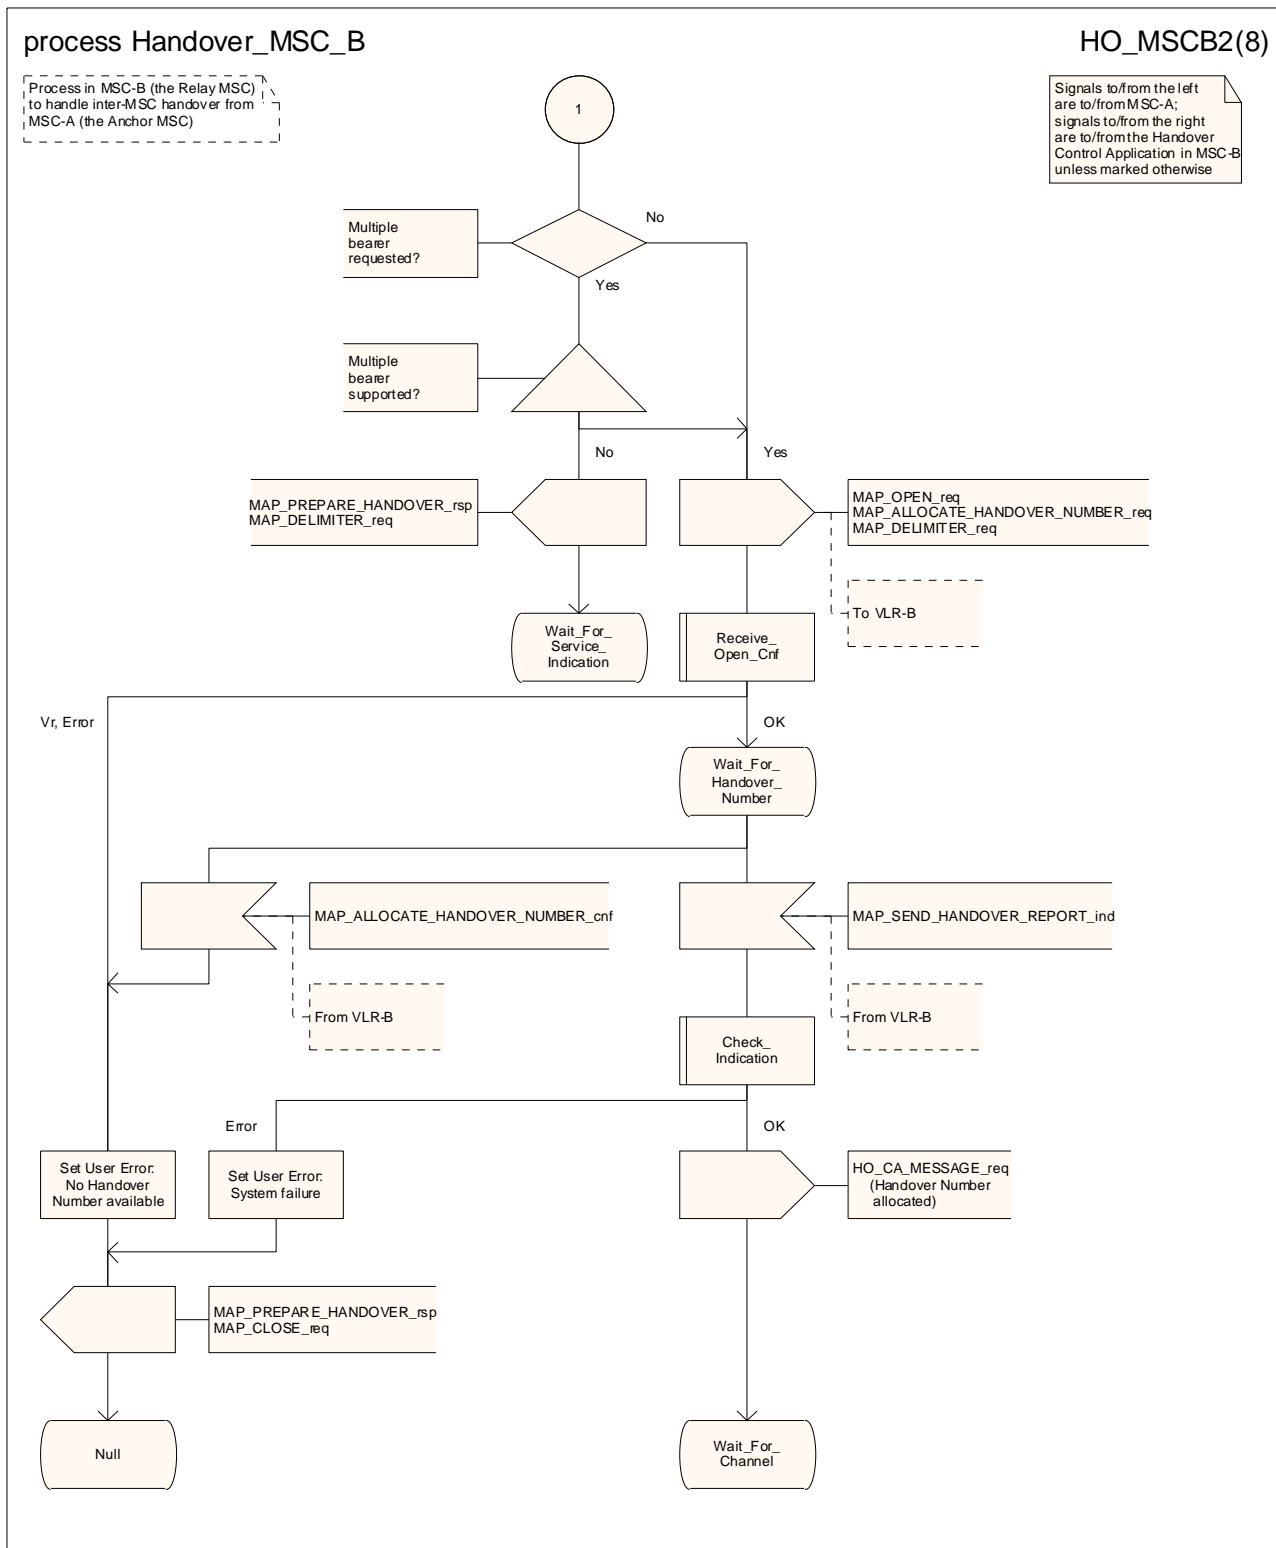 process Handover_MSC_B
HO_MSCB2(8)
Process in MSC-B (the Relay MSC)
to handle inter-MSC handover from
MSC-A (the Anchor MSC)
Signals to/from the left
are to/from MSC-A;
signals to/from the right
are to/from the Handover
Control Application in MSC-B
unless marked otherwise
1
Multiple
bearer
requested?
No
Yes
Multiple
bearer
supported?
No
Yes
MAP_PREPARE_HANDOVER_rsp
MAP_DELIMITER_req
MAP_OPEN_req
MAP_ALLOCATE_HANDOVER_NUMBER_req
MAP_DELIMITER_req
To VLR-B
Wait_For_
Service_
Indication
Receive_
Open_Cnf
Vr, Error
OK
Wait_For_
Handover_
Number
MAP_ALLOCATE_HANDOVER_NUMBER_cnf
MAP_SEND_HANDOVER_REPORT_ind
From VLR-B
From VLR-B
Check_
Indication
Error
OK
Set User Error:
No Handover
Number available
Set User Error:
System failure
HO_CA_MESSAGE_req
(Handover Number
allocated)
MAP_PREPARE_HANDOVER_rsp
MAP_CLOSE_req
Null
Wait_For_
Channel